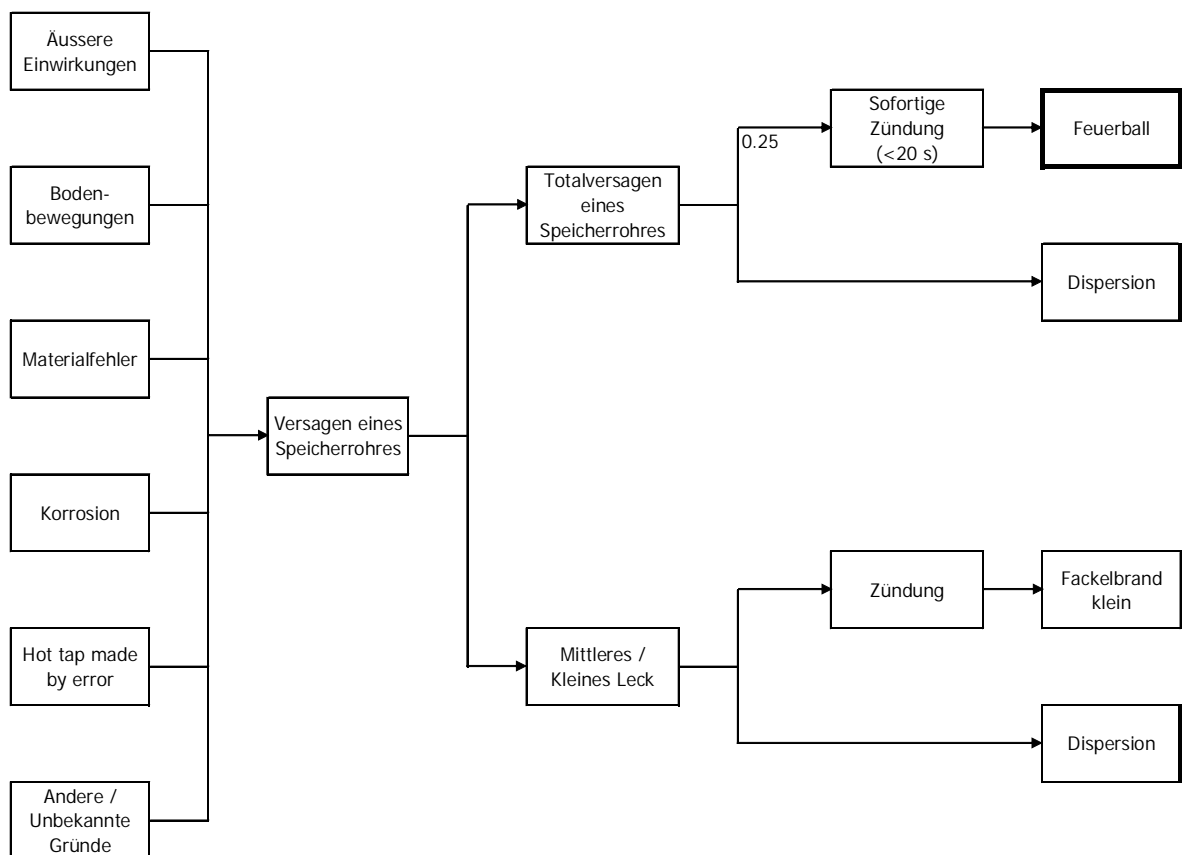 Äussere
Einwirkungen
Boden-
bewegungen
Materialfehler
Korrosion
Hot tap made
by error
Andere /
Unbekannte
Gründe
Versagen eines
Speicherrohres
Totalversagen
eines
Speicherrohres
Mittleres /
Kleines Leck
0.25
Sofortige
Zündung
(<20 s)
Feuerball
Dispersion
Zündung
Fackelbrand
klein
Dispersion